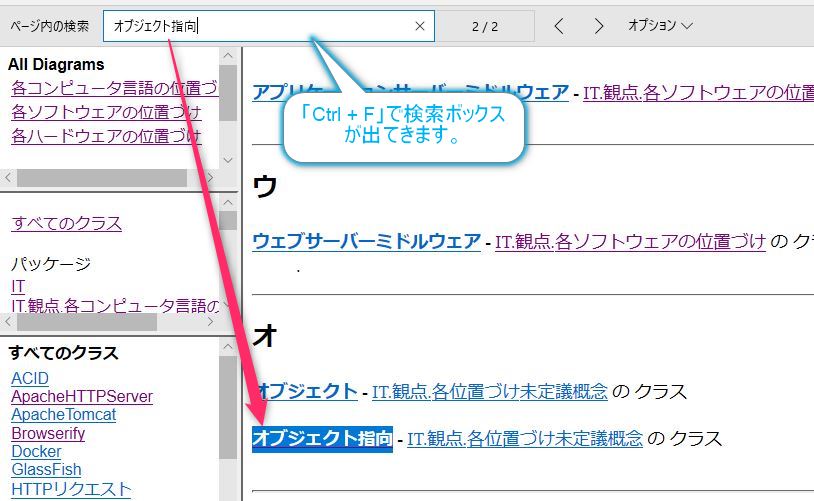 ページ内の検索 オブジェクト指向 × 2 / 2 オプション
「Ctrl + F」で検索ボックス
が出てきます。
All Diagrams
各コンピュータ言語の位置づ
各ソフトウェアの位置づけ
各ハードウェアの位置づけ
すべてのクラス
パッケージ
IT
IT.観点.各コンピュータ言語の
すべてのクラス
ACID
ApacheHTTPServer
ApacheTomcat
Browserify
Docker
GlassFish
HTTPリクエスト
アプリケーションサーバーミドルウェア - IT.観点.各ソフトウェアの位置
ウ
ウェブサーバーミドルウェア - IT.観点.各ソフトウェアの位置づけ の ク
.
オ
オブジェクト - IT.観点.各位置づけ未定議概念 の クラス
オブジェクト指向 - IT.観点.各位置づけ未定議概念 の クラス